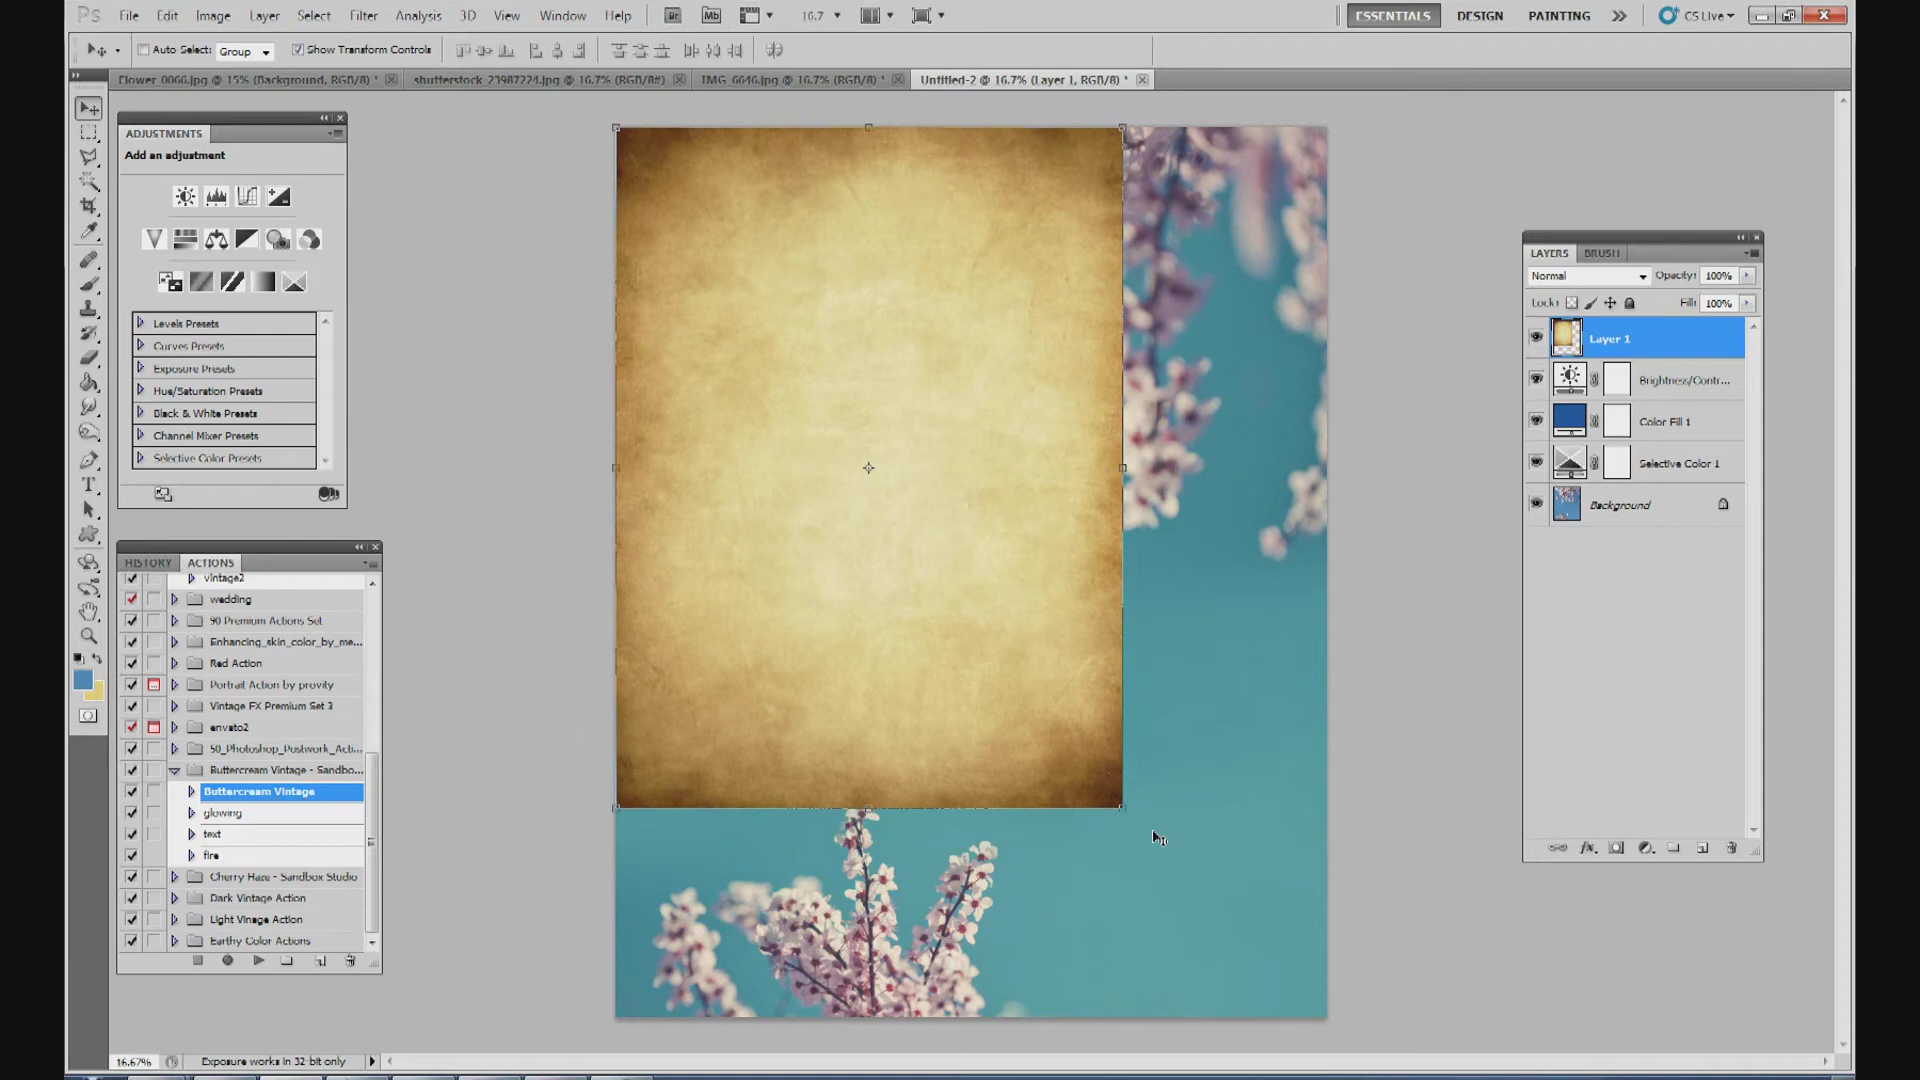 Ps File Edit Image Layer Select Filter Analysis 3D View Window Help Br Mb 16.7 ESSENTIALS DESIGN PAINTING CS Live
Auto-Select: Group Show Transform Controls
Flower_0066.jpg @ 15% (Background, RGB/8) * shutterstock_23987224.jpg @ 16.7% (RGB/8#) IMG_6646.jpg @ 16.7% (RGB/8) * Untitled-2 @ 16.7% (Layer 1, RGB/8) *
ADJUSTMENTS
Add an adjustment
Levels Presets
Curves Presets
Exposure Presets
Hue/Saturation Presets
Black & White Presets
Channel Mixer Presets
Selective Color Presets
HISTORY ACTIONS
vintage2
wedding
90 Premium Actions Set
Enhancing_skin_color_by_me...
Red Action
Portrait Action by provity
Vintage FX Premium Set 3
envato2
50_Photoshop_Postwork_Acti...
Buttercream Vintage - Sandbo...
Buttercream Vintage
glowing
text
fire
Cherry Haze - Sandbox Studio
Dark Vintage Action
Light Vinage Action
Earthy Color Actions
LAYERS BRUSH
Normal Opacity: 100%
Lock: Fill: 100%
Layer 1
Brightness/Contr...
Color Fill 1
Selective Color 1
Background
16.67% Exposure works in 32 bit only